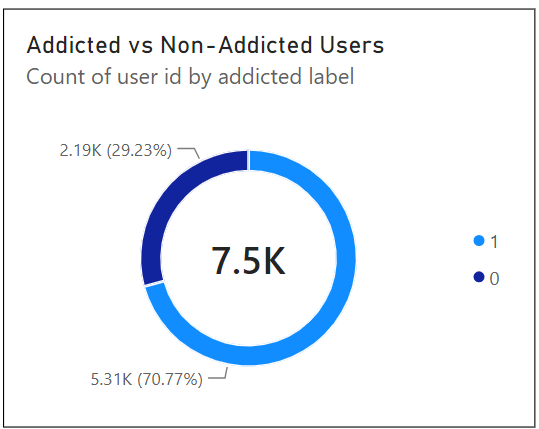 Addicted vs Non-Addicted Users
Count of user id by addicted label
2.19K (29.23%)
7.5K
1
0
5.31K (70.77%)